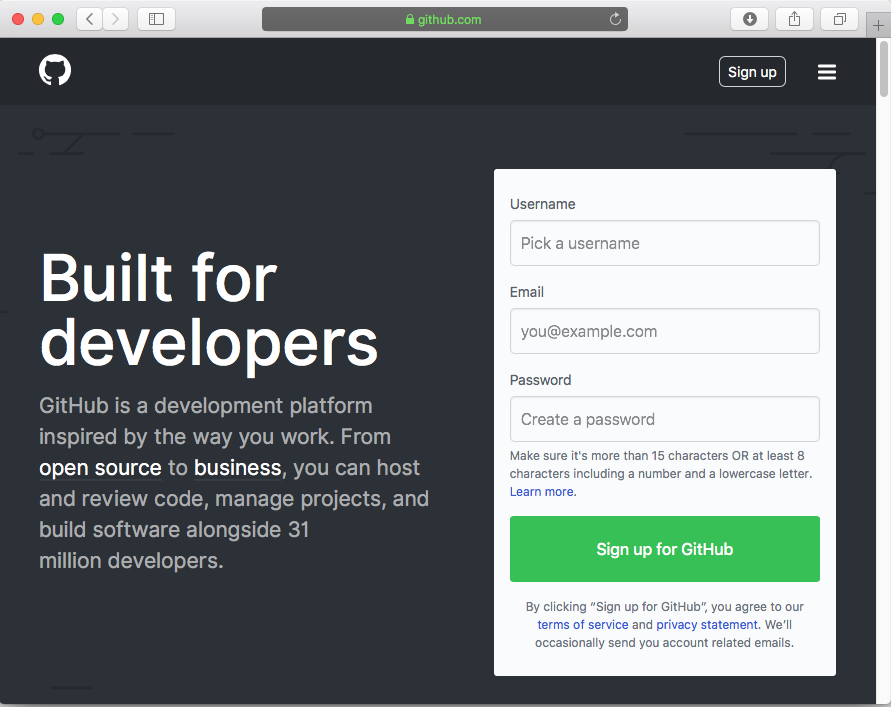 github.com
Sign up
Built for
developers
GitHub is a development platform
inspired by the way you work. From
open source to business, you can host
and review code, manage projects, and
build software alongside 31
million developers.
Username
Pick a username
Email
you@example.com
Password
Create a password
Make sure it's more than 15 characters OR at least 8
characters including a number and a lowercase letter.
Learn more.
Sign up for GitHub
By clicking “Sign up for GitHub”, you agree to our
terms of service and privacy statement. We’ll
occasionally send you account related emails.